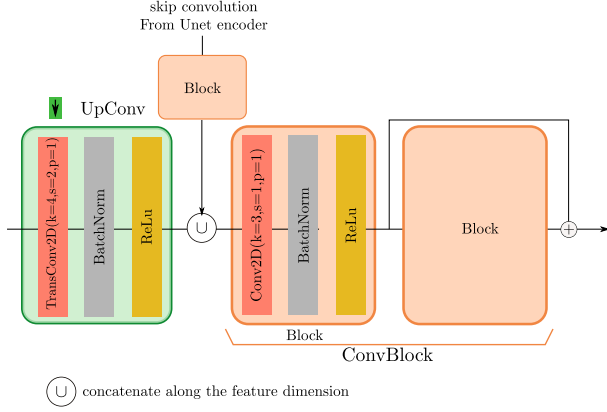 skip convolution
From Unet encoder
Block
UpConv
TransConv2D(k=4,s=2,p=1)
BatchNorm
ReLu
∪
Conv2D(k=3,s=1,p=1)
BatchNorm
ReLu
Block
+
Block
ConvBlock
∪ concatenate along the feature dimension